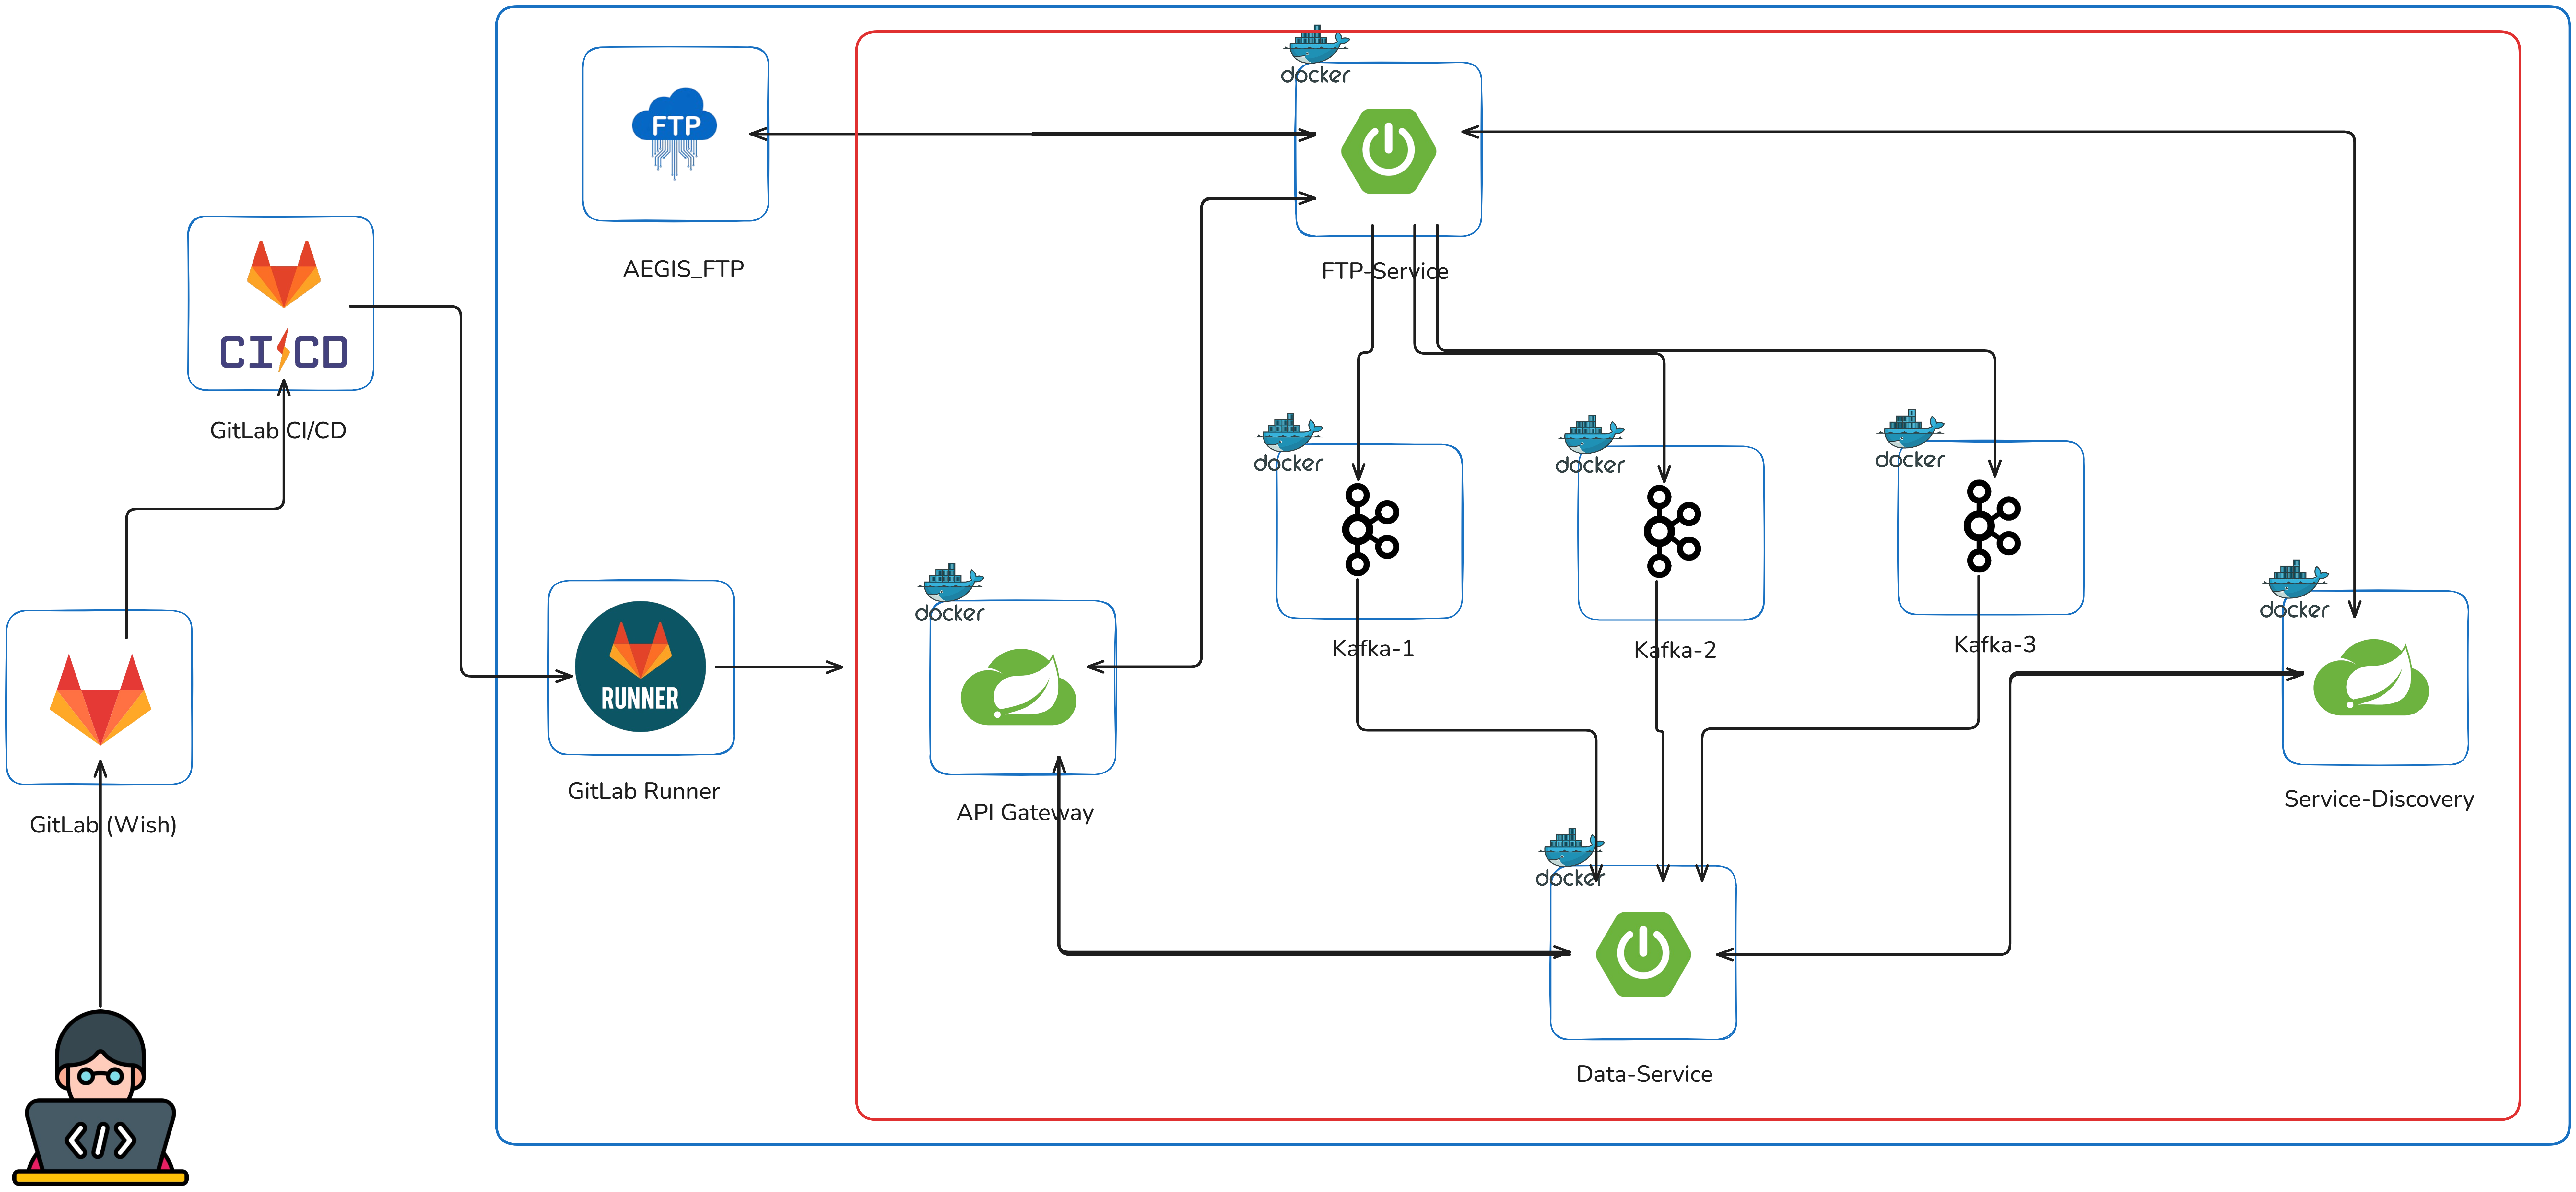 docker
FTP
AEGIS_FTP
FTP-Service
CI CD
GitLab CI/CD
docker
docker
docker
Kafka-1
Kafka-2
Kafka-3
docker
docker
RUNNER
GitLab Runner
API Gateway
Service-Discovery
GitLab (Wish)
docker
Data-Service
</>